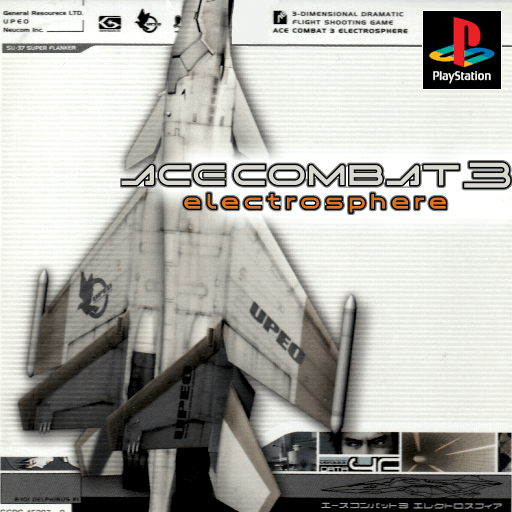 General Resource LTD.
UPEO
Neucom Inc.
SU-37 SUPER FLANKER
3-DIMENSIONAL DRAMATIC
FLIGHT SHOOTING GAME
ACE COMBAT 3 ELECTROSPHERE
PlayStation
ACE COMBAT 3
electrosphere
UPEO
UPEO
エースコンバット3 エレクトロスフィア